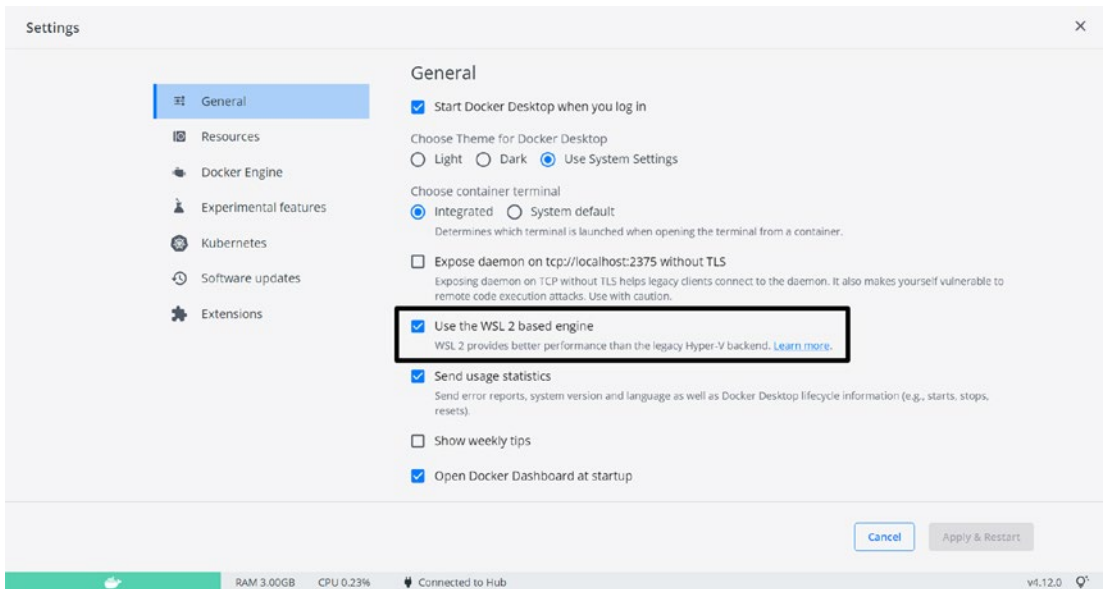 Settings
General
Resources
Docker Engine
Experimental features
Kubernetes
Software updates
Extensions
General
Start Docker Desktop when you log in
Choose Theme for Docker Desktop
Light Dark Use System Settings
Choose container terminal
Integrated System default
Determines which terminal is launched when opening the terminal from a container.
Expose daemon on tcp://localhost:2375 without TLS
Exposing daemon on TCP without TLS helps legacy clients connect to the daemon. It also makes yourself vulnerable to
remote code execution attacks. Use with caution.
Use the WSL 2 based engine
WSL 2 provides better performance than the legacy Hyper-V backend. Learn more.
Send usage statistics
Send error reports, system version and language as well as Docker Desktop lifecycle information (e.g., starts, stops,
resets).
Show weekly tips
Open Docker Dashboard at startup
Cancel Apply & Restart
RAM 3.00GB CPU 0.23% Connected to Hub v4.12.0